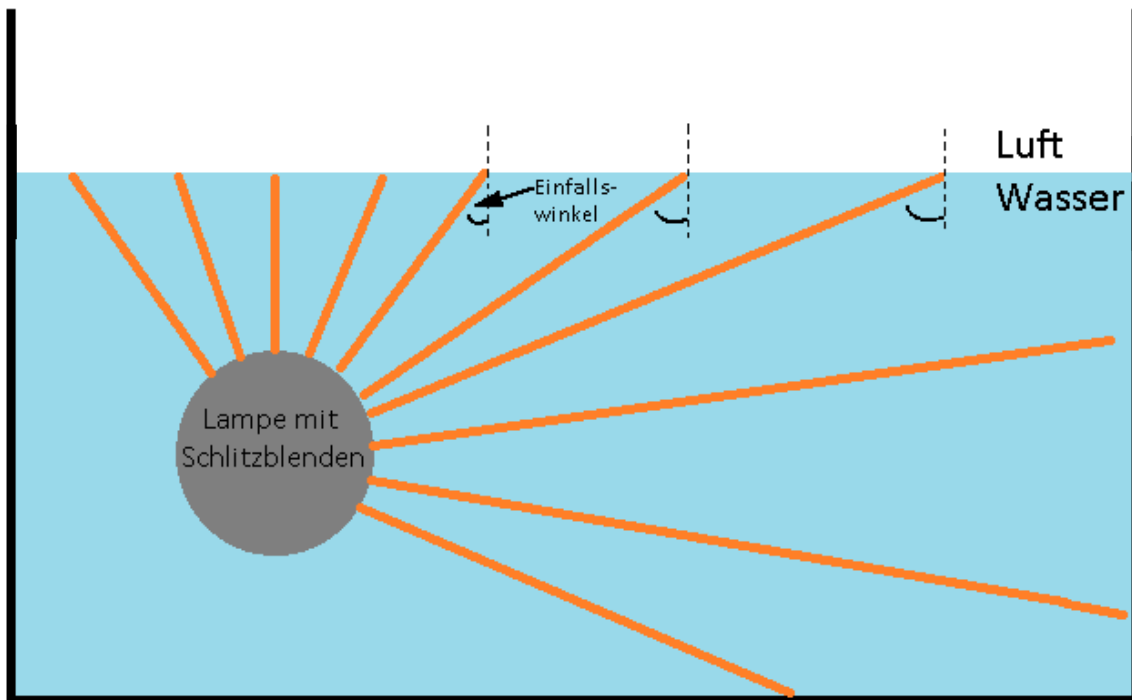 Luft
Wasser
Einfalls-
winkel
Lampe mit
Schlitzblenden